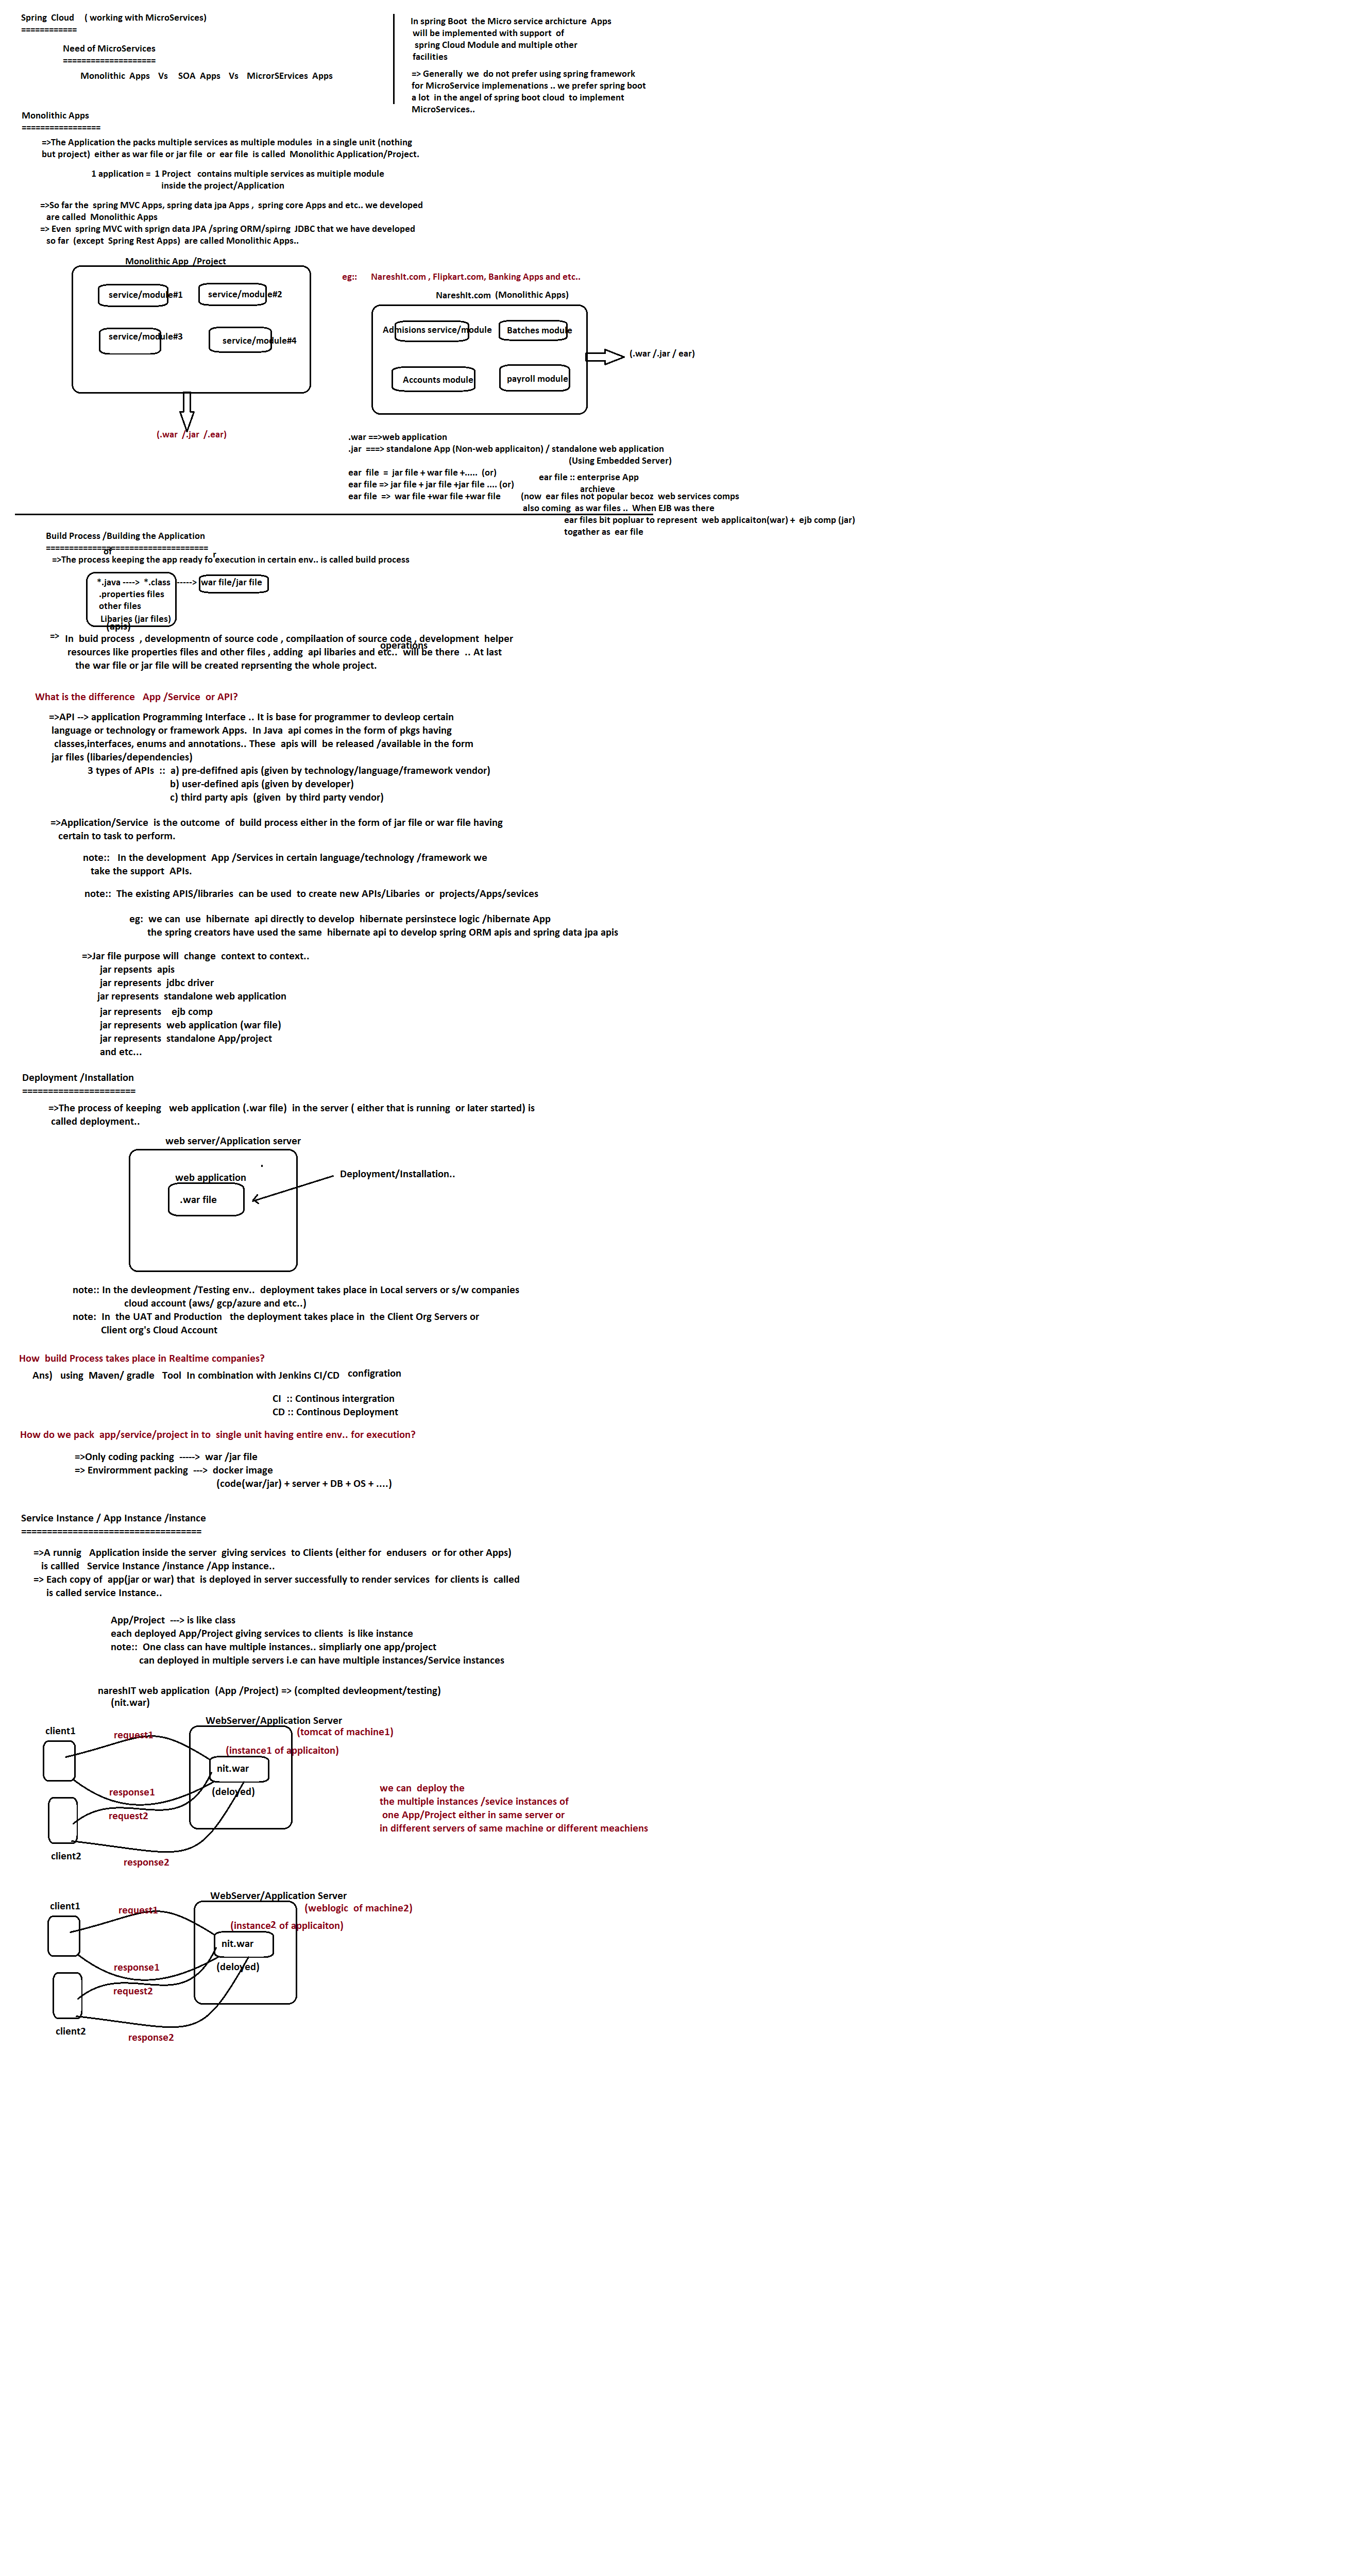 Spring Cloud ( working with MicroServices)
============
Need of MicroServices
====================
Monolithic Apps Vs SOA Apps Vs MicrorSErvices Apps
In spring Boot the Micro service archicture Apps
will be implemented with support of
spring Cloud Module and multiple other
facilities
=> Generally we do not prefer using spring framework
for MicroService implemenations .. we prefer spring boot
a lot in the angel of spring boot cloud to implement
MicroServices..
Monolithic Apps
=================
=>The Application the packs multiple services as multiple modules in a single unit (nothing
but project) either as war file or jar file or ear file is called Monolithic Application/Project.
1 application = 1 Project contains multiple services as muitiple module
inside the project/Application
=>So far the spring MVC Apps, spring data jpa Apps , spring core Apps and etc.. we developed
are called Monolithic Apps
=> Even spring MVC with sprign data JPA /spring ORM/spirng JDBC that we have developed
so far (except Spring Rest Apps) are called Monolithic Apps..
Monolithic App /Project
service/module#1
service/module#2
service/module#3
service/module#4
(.war /.jar /.ear)
eg:: NareshIt.com , Flipkart.com, Banking Apps and etc..
NareshIt.com (Monolithic Apps)
Admisions service/module
Batches module
Accounts module
payroll module
(.war /.jar / ear)
.war ==>web application
.jar ===> standalone App (Non-web applicaiton) / standalone web application
(Using Embedded Server)
ear file = jar file + war file +..... (or)
ear file => jar file + jar file +jar file .... (or)
ear file => war file +war file +war file
ear file :: enterprise App
archieve
(now ear files not popular becoz web services comps
also coming as war files .. When EJB was there
ear files bit popluar to represent web applicaiton(war) + ejb comp (jar)
togather as ear file
Build Process /Building the Application
===================================
of
r
=>The process keeping the app ready fo execution in certain env.. is called build process
*.java ----> *.class -----> war file/jar file
.properties files
other files
Libaries (jar files)
(apis)
=> In buid process , developmentn of source code , compilaation of source code , development helper
operations
resources like properties files and other files , adding api libaries and etc.. will be there .. At last
the war file or jar file will be created reprsenting the whole project.
What is the difference App /Service or API?
=>API --> application Programming Interface .. It is base for programmer to devleop certain
language or technology or framework Apps. In Java api comes in the form of pkgs having
classes,interfaces, enums and annotations.. These apis will be released /available in the form
jar files (libaries/dependencies)
3 types of APIs :: a) pre-defifned apis (given by technology/language/framework vendor)
b) user-defifned apis (given by developer)
c) third party apis (given by third party vendor)
=>Application/Service is the outcome of build process either in the form of jar file or war file having
certain to task to perform.
note:: In the development App /Services in certain language/technology /framework we
take the support APIs.
note:: The existing APIS/libraries can be used to create new APIs/Libaries or projects/Apps/sevices
eg: we can use hibernate api directly to develop hibernate persinstece logic /hibernate App
the spring creators have used the same hibernate api to develop spring ORM apis and spring data jpa apis
=>Jar file purpose will change context to context..
jar repsents apis
jar represents jdbc driver
jar represents standalone web application
jar represents ejb comp
jar represents web application (war file)
jar represents standalone App/project
and etc...
Deployment /Installation
======================
=>The process of keeping web application (.war file) in the server ( either that is running or later started) is
called deployment..
web server/Application server
web application
.war file
Deployment/Installation..
note:: In the devleopment /Testing env.. deployment takes place in Local servers or s/w companies
cloud account (aws/ gcp/azure and etc..)
note: In the UAT and Production the deployment takes place in the Client Org Servers or
Client org's Cloud Account
How build Process takes place in Realtime companies?
Ans) using Maven/ gradle Tool In combination with Jenkins CI/CD configration
CI :: Continous intergration
CD :: Continous Deployment
How do we pack app/service/project in to single unit having entire env.. for execution?
=>Only coding packing -----> war /jar file
=> Envirormment packing ---> docker image
(code(war/jar) + server + DB + OS + ....)
Service Instance / App Instance /instance
===================================
=>A runnig Application inside the server giving services to Clients (either for endusers or for other Apps)
is callled Service Instance /instance /App instance..
=> Each copy of app(jar or war) that is deployed in server successfully to render services for clients is called
is called service Instance..
App/Project ---> is like class
each deployed App/Project giving services to clients is like instance
note:: One class can have multiple instances.. simpliarly one app/project
can deployed in multiple servers i.e can have multiple instances/Service instances
nareshIT web application (App /Project) => (complted devleopment/testing)
(nit.war)
WebServer/Application Server
client1
request1
(tomcat of machine1)
(instance1 of applicaiton)
nit.war
(deloyed)
response1
request2
client2
response2
we can deploy the
the multiple instances /sevice instances of
one App/Project either in same server or
in different servers of same machine or different meachiens
WebServer/Application Server
client1
request1
(weblogic of machine2)
(instance2 of applicaiton)
nit.war
(deloyed)
response1
request2
client2
response2